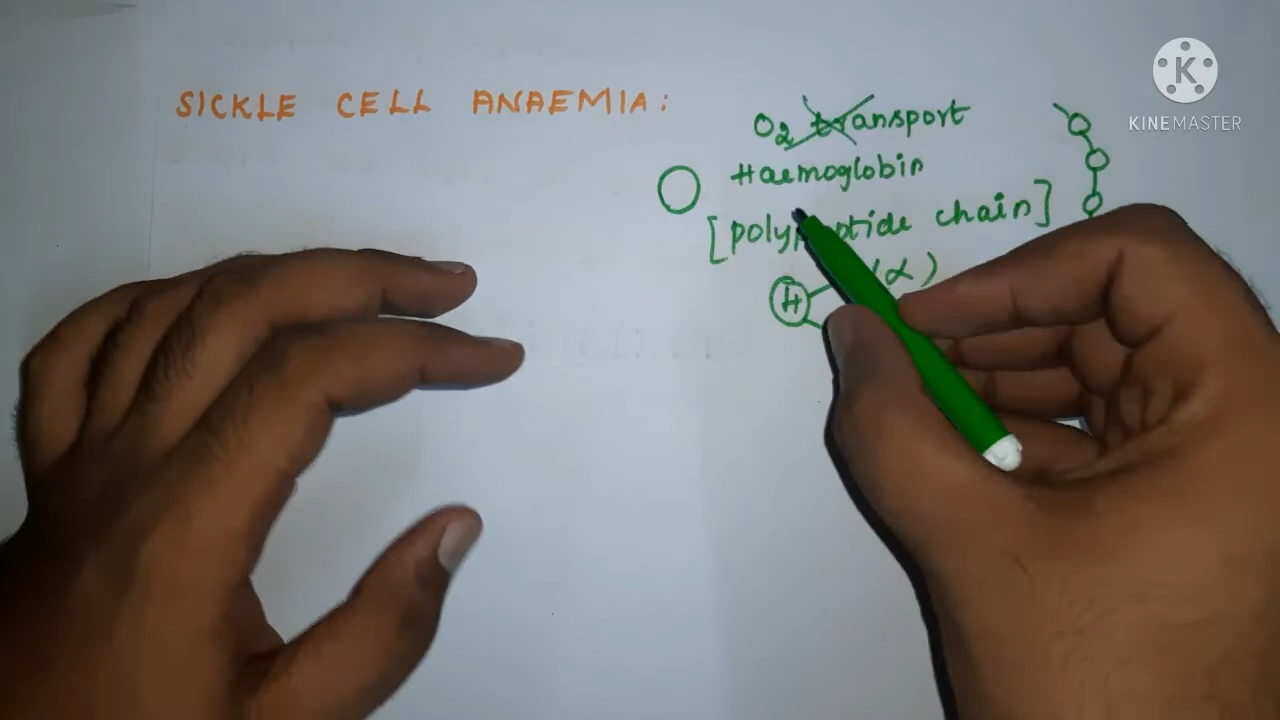 SICKLE CELL ANAEMIA:
O2 transport
Haemoglobin
[polypeptide chain]
H (α)
K
KINEMASTER